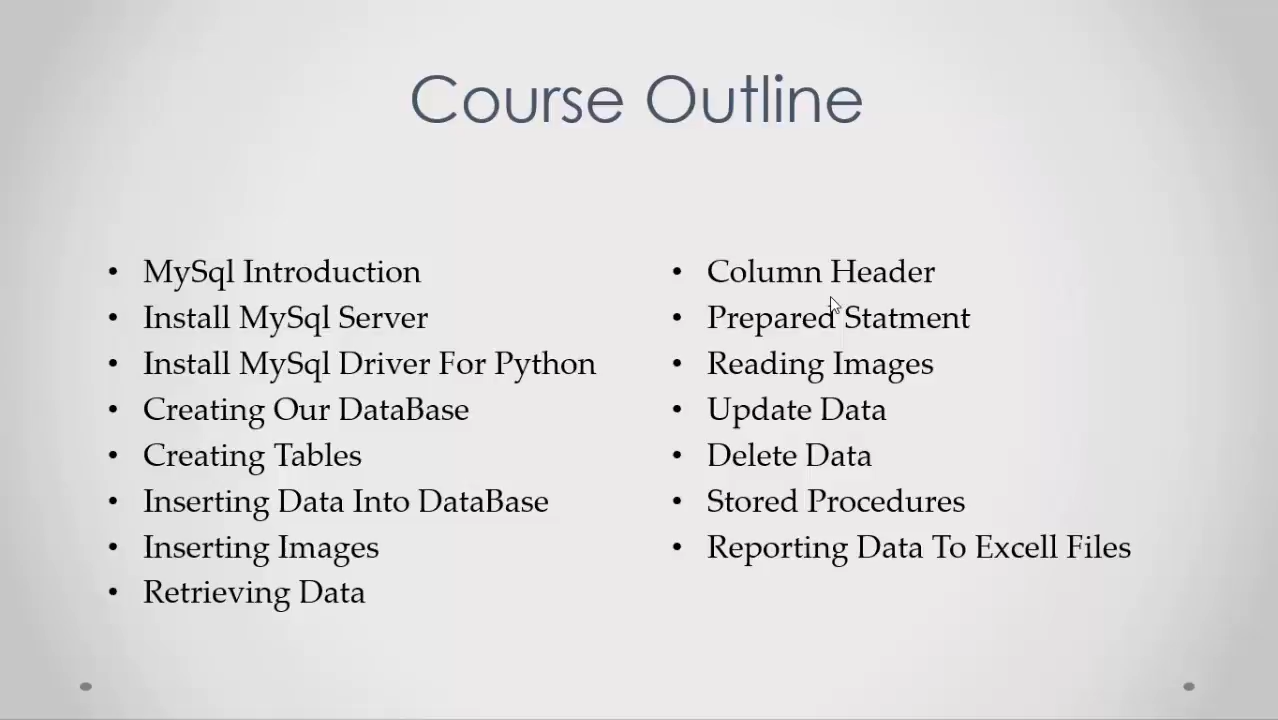 Course Outline
• MySql Introduction
• Install MySql Server
• Install MySql Driver For Python
• Creating Our DataBase
• Creating Tables
• Inserting Data Into DataBase
• Inserting Images
• Retrieving Data
• Column Header
• Prepared Statment
• Reading Images
• Update Data
• Delete Data
• Stored Procedures
• Reporting Data To Excell Files